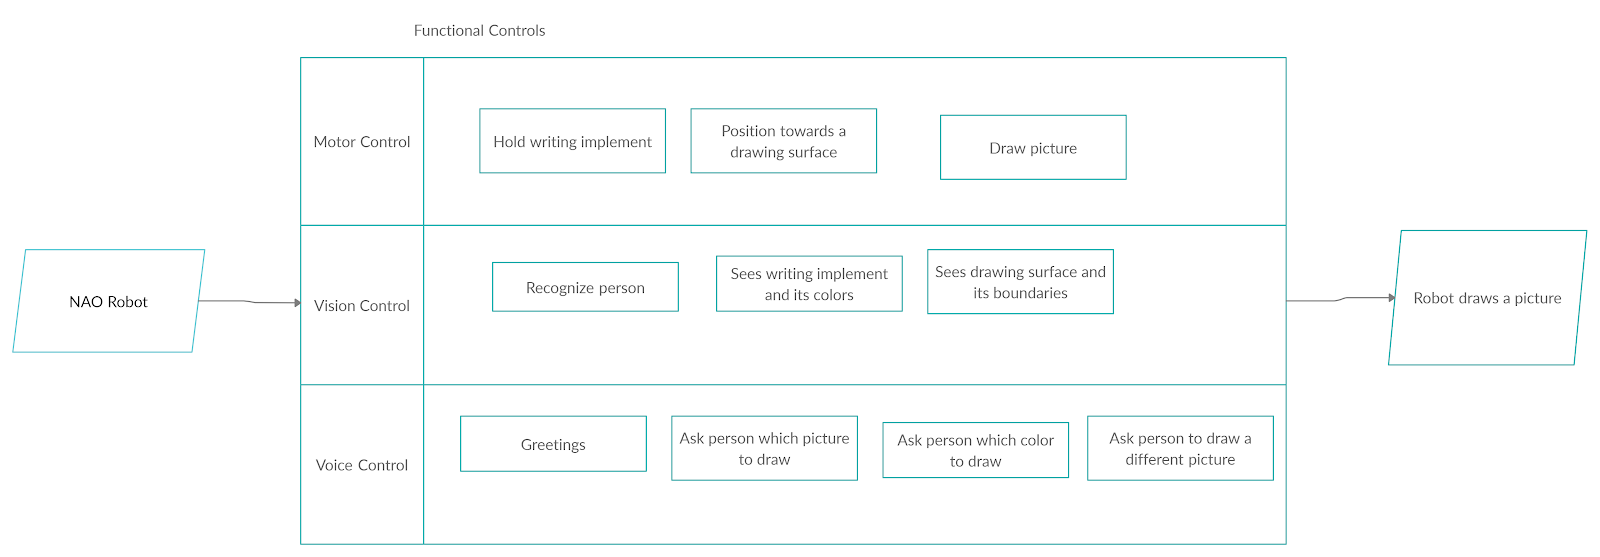 Functional Controls
Motor Control
Hold writing implement
Position towards a
drawing surface
Draw picture
NAO Robot
Vision Control
Recognize person
Sees writing implement
and its colors
Sees drawing surface and
its boundaries
Robot draws a picture
Voice Control
Greetings
Ask person which picture
to draw
Ask person which color
to draw
Ask person to draw a
different picture